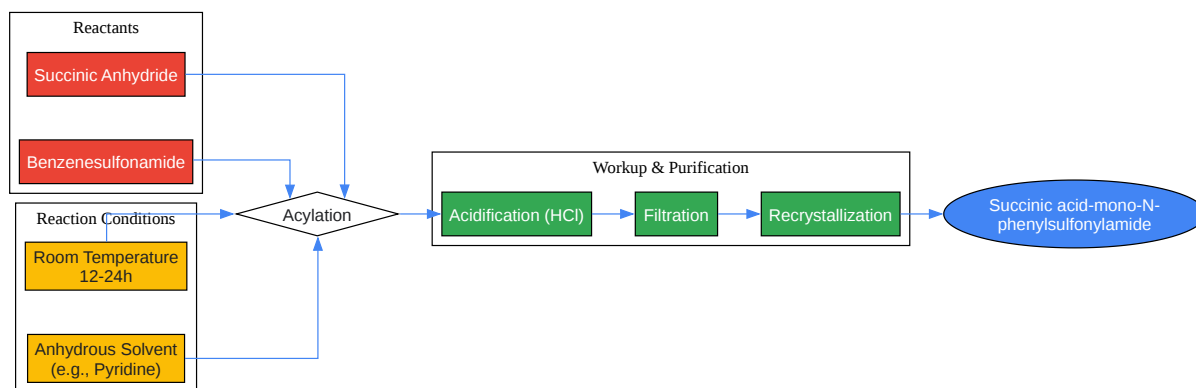 Reactants
Succinic Anhydride
Benzenesulfonamide
Reaction Conditions
Room Temperature
12-24h
Anhydrous Solvent
(e.g., Pyridine)
Acylation
Workup & Purification
Acidification (HCl)
Filtration
Recrystallization
Succinic acid-mono-N-
phenylsulfonylamide